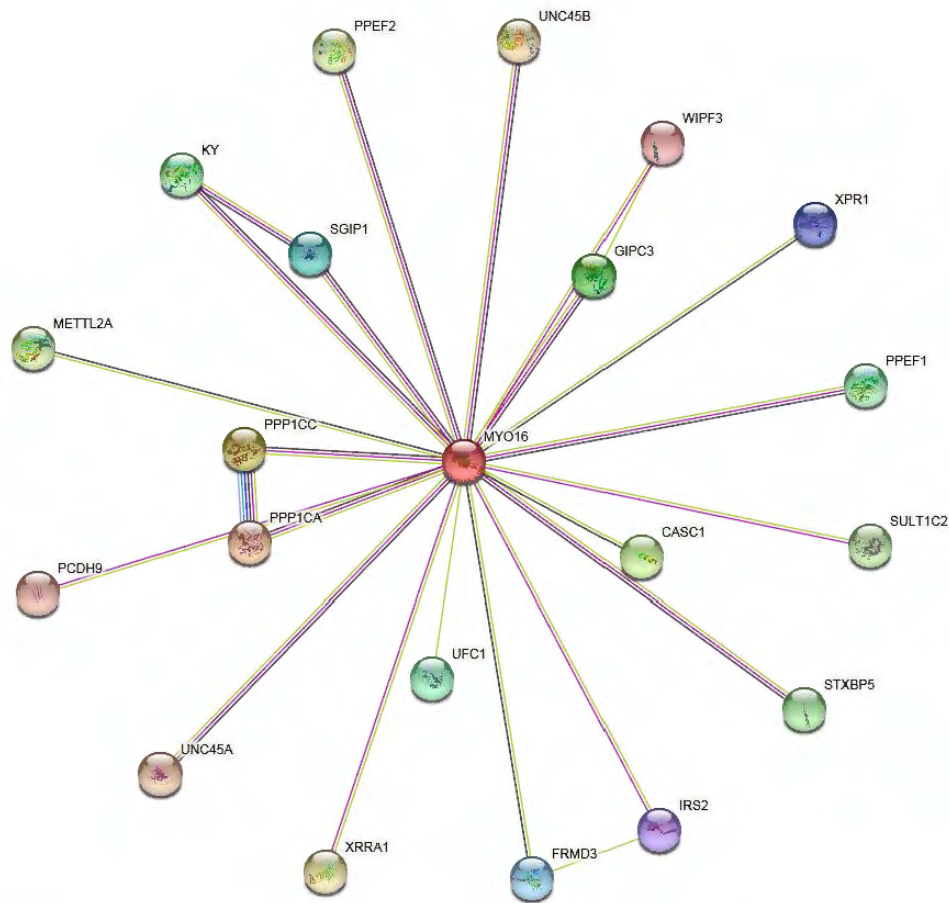 UNC45B
PPEF2
WIPF3
KY
XPR1
SGIP1
GIPC3
METTL2A
PPEF1
PPP1CC
MYO16
PPP1CA
SULT1C2
CASC1
PCDH9
UFC1
STXBP5
UNC45A
IRS2
XRRA1
FRMD3